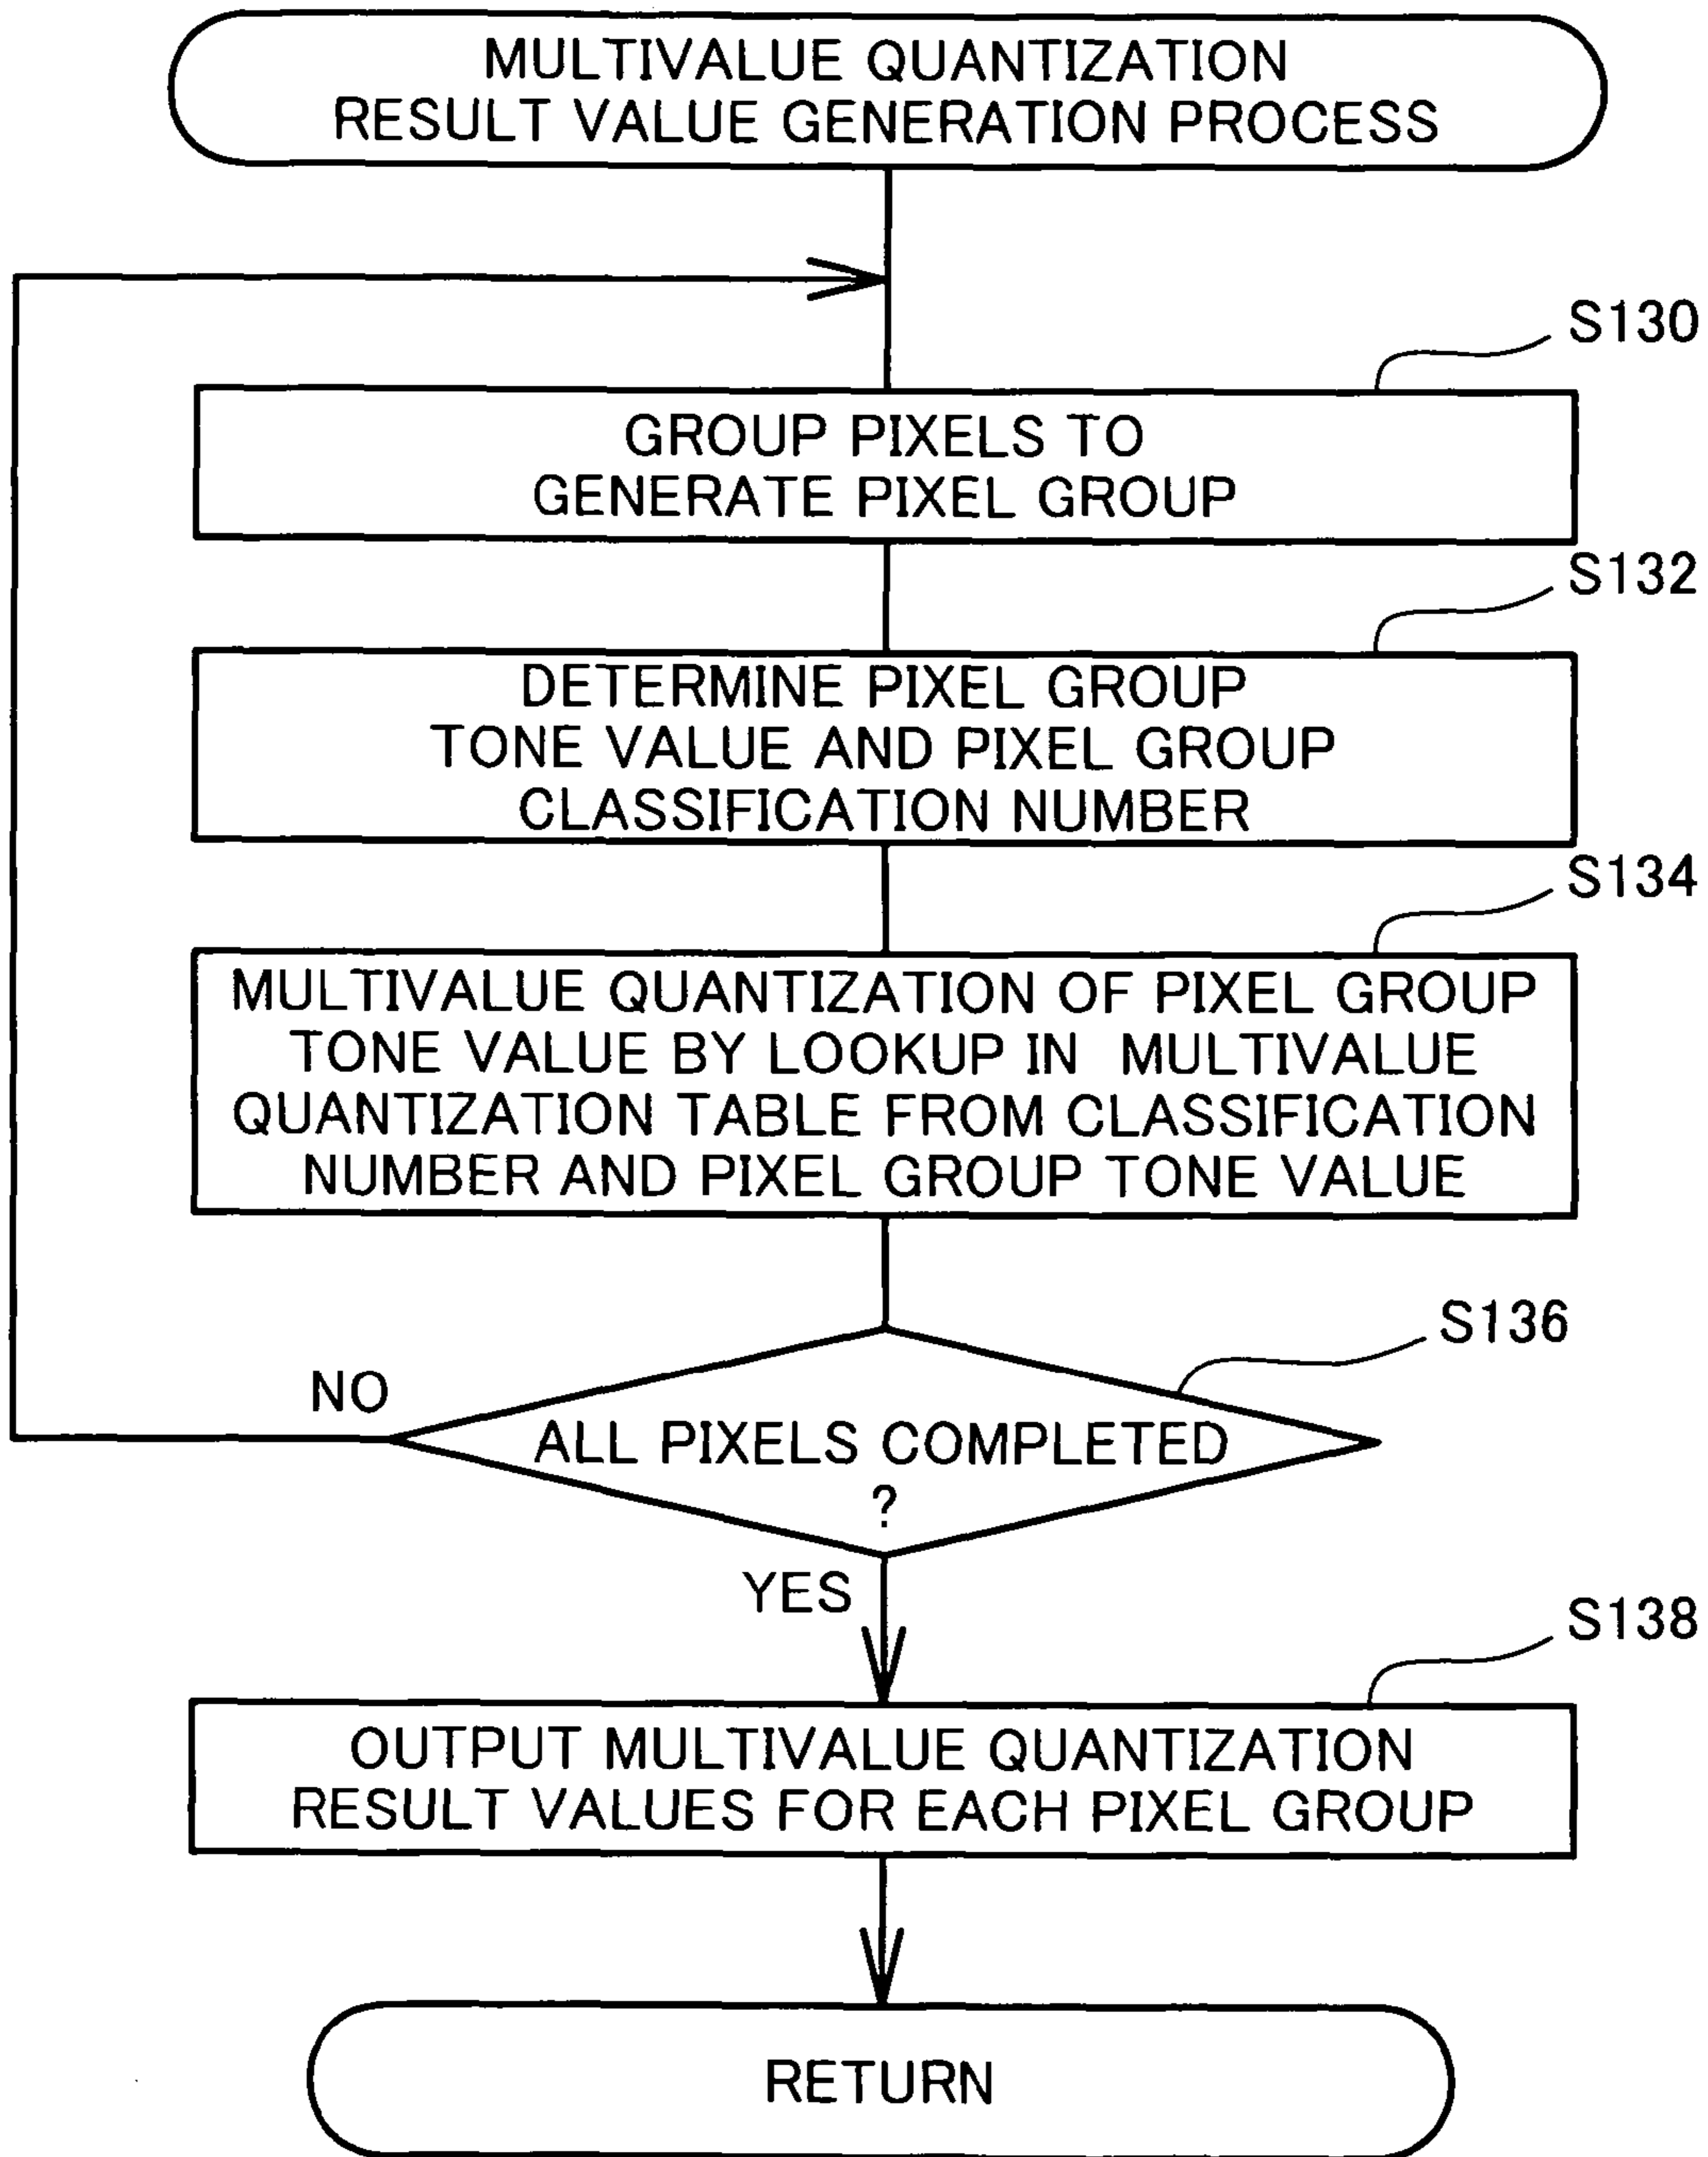 MULTIVALUE QUANTIZATION
RESULT VALUE GENERATION PROCESS
S130
GROUP PIXELS TO
GENERATE PIXEL GROUP
S132
DETERMINE PIXEL GROUP
TONE VALUE AND PIXEL GROUP
CLASSIFICATION NUMBER
S134
MULTIVALUE QUANTIZATION OF PIXEL GROUP
TONE VALUE BY LOOKUP IN MULTIVALUE
QUANTIZATION TABLE FROM CLASSIFICATION
NUMBER AND PIXEL GROUP TONE VALUE
S136
NO
ALL PIXELS COMPLETED
?
YES
S138
OUTPUT MULTIVALUE QUANTIZATION
RESULT VALUES FOR EACH PIXEL GROUP
RETURN